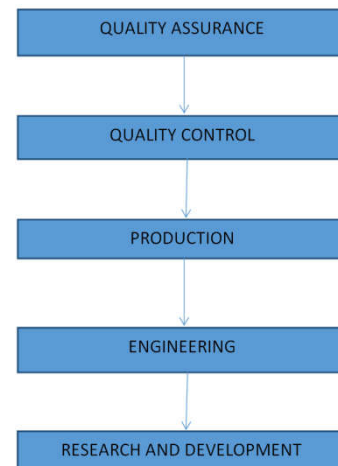 QUALITY ASSURANCE
QUALITY CONTROL
PRODUCTION
ENGINEERING
RESEARCH AND DEVELOPMENT